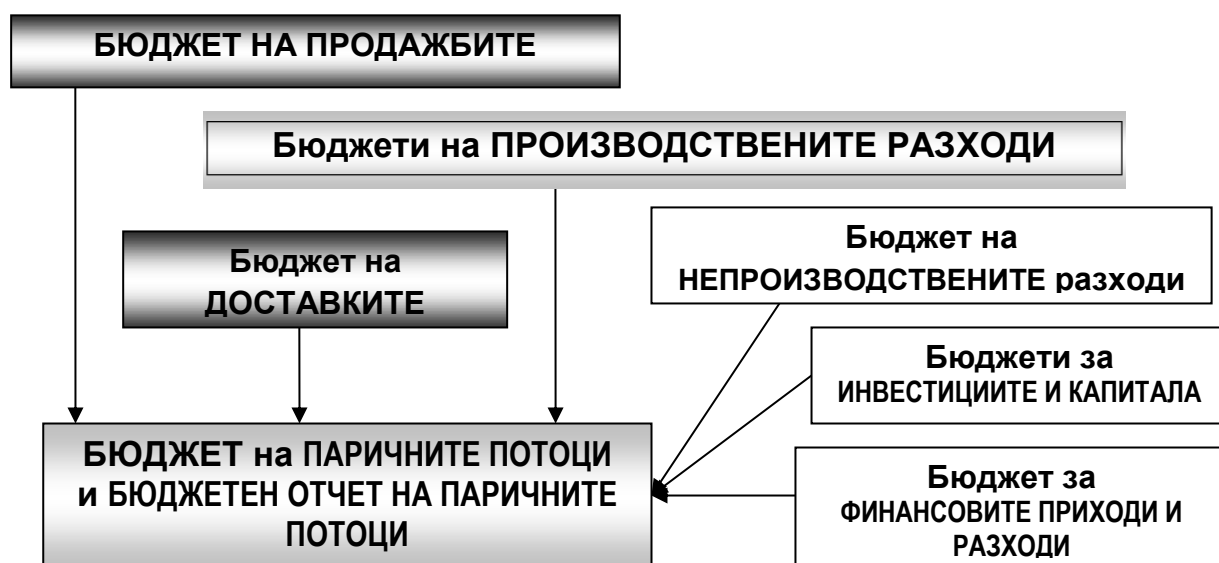 БЮДЖЕТ НА ПРОДАЖБИТЕ
Бюджети на ПРОИЗВОДСТВЕНИТЕ РАЗХОДИ
Бюджет на
ДОСТАВКИТЕ
Бюджет на
НЕПРОИЗВОДСТВЕНИТЕ разходи
Бюджети за
ИНВЕСТИЦИИТЕ И КАПИТАЛА
БЮДЖЕТ на ПАРИЧНИТЕ ПОТОЦИ
и БЮДЖЕТЕН ОТЧЕТ НА ПАРИЧНИТЕ
ПОТОЦИ
Бюджет за
ФИНАНСОВИТЕ ПРИХОДИ И
РАЗХОДИ